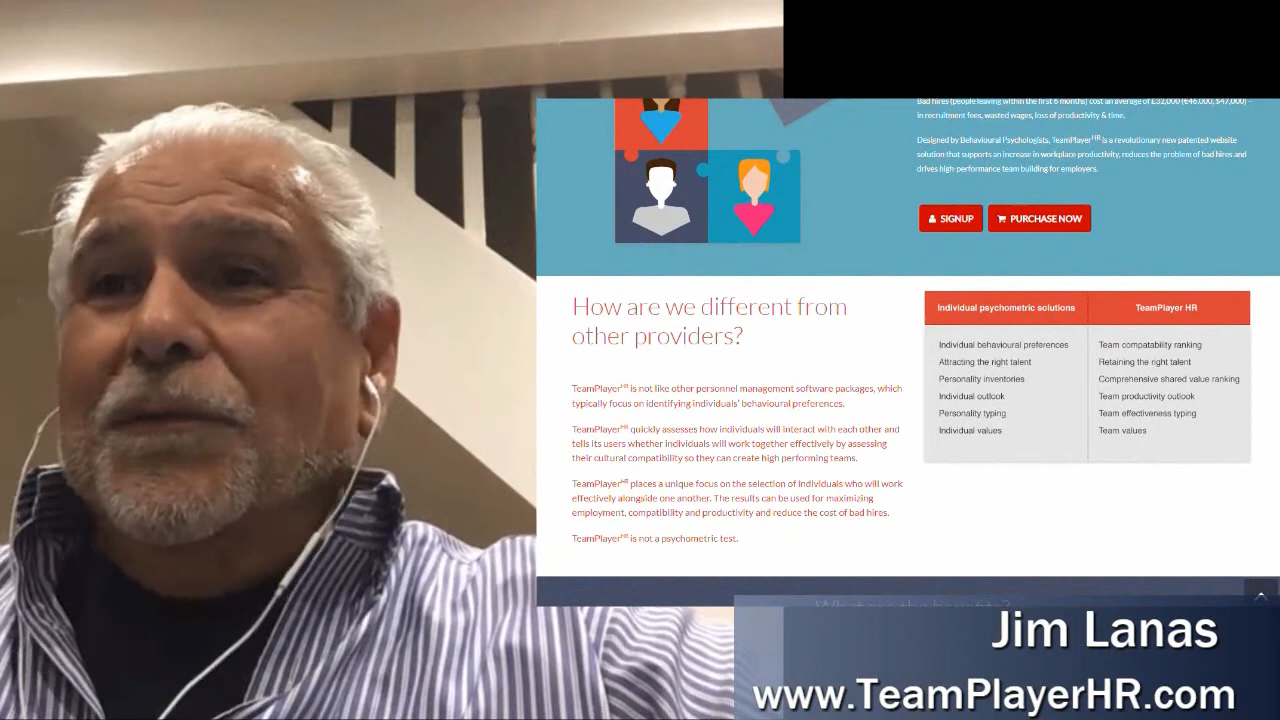 Bad hires (people leaving within the first 6 months) cost an average of £32,000 (€46,000, $47,000) –
in recruitment fees, wasted wages, loss of productivity & time.
Designed by Behavioural Psychologists, TeamPlayerHR is a revolutionary new patented website
solution that supports an increase in workplace productivity, reduces the problem of bad hires and
drives high-performance team building for employers.
SIGNUP
PURCHASE NOW
How are we different from
other providers?
TeamPlayerHR is not like other personnel management software packages, which
typically focus on identifying individuals' behavioural preferences.
TeamPlayerHR quickly assesses how individuals will interact with each other and
tells its users whether individuals will work together effectively by assessing
their cultural compatibility so they can create high performing teams.
TeamPlayerHR places a unique focus on the selection of individuals who will work
effectively alongside one another. The results can be used for maximizing
employment, compatibility and productivity and reduce the cost of bad hires.
TeamPlayerHR is not a psychometric test.
Individual psychometric solutions TeamPlayer HR
Individual behavioural preferences Team compatability ranking
Attracting the right talent Retaining the right talent
Personality inventories Comprehensive shared value ranking
Individual outlook Team productivity outlook
Personality typing Team effectiveness typing
Individual values Team values
What are the benefits?
Jim Lanas
www.TeamPlayerHR.com